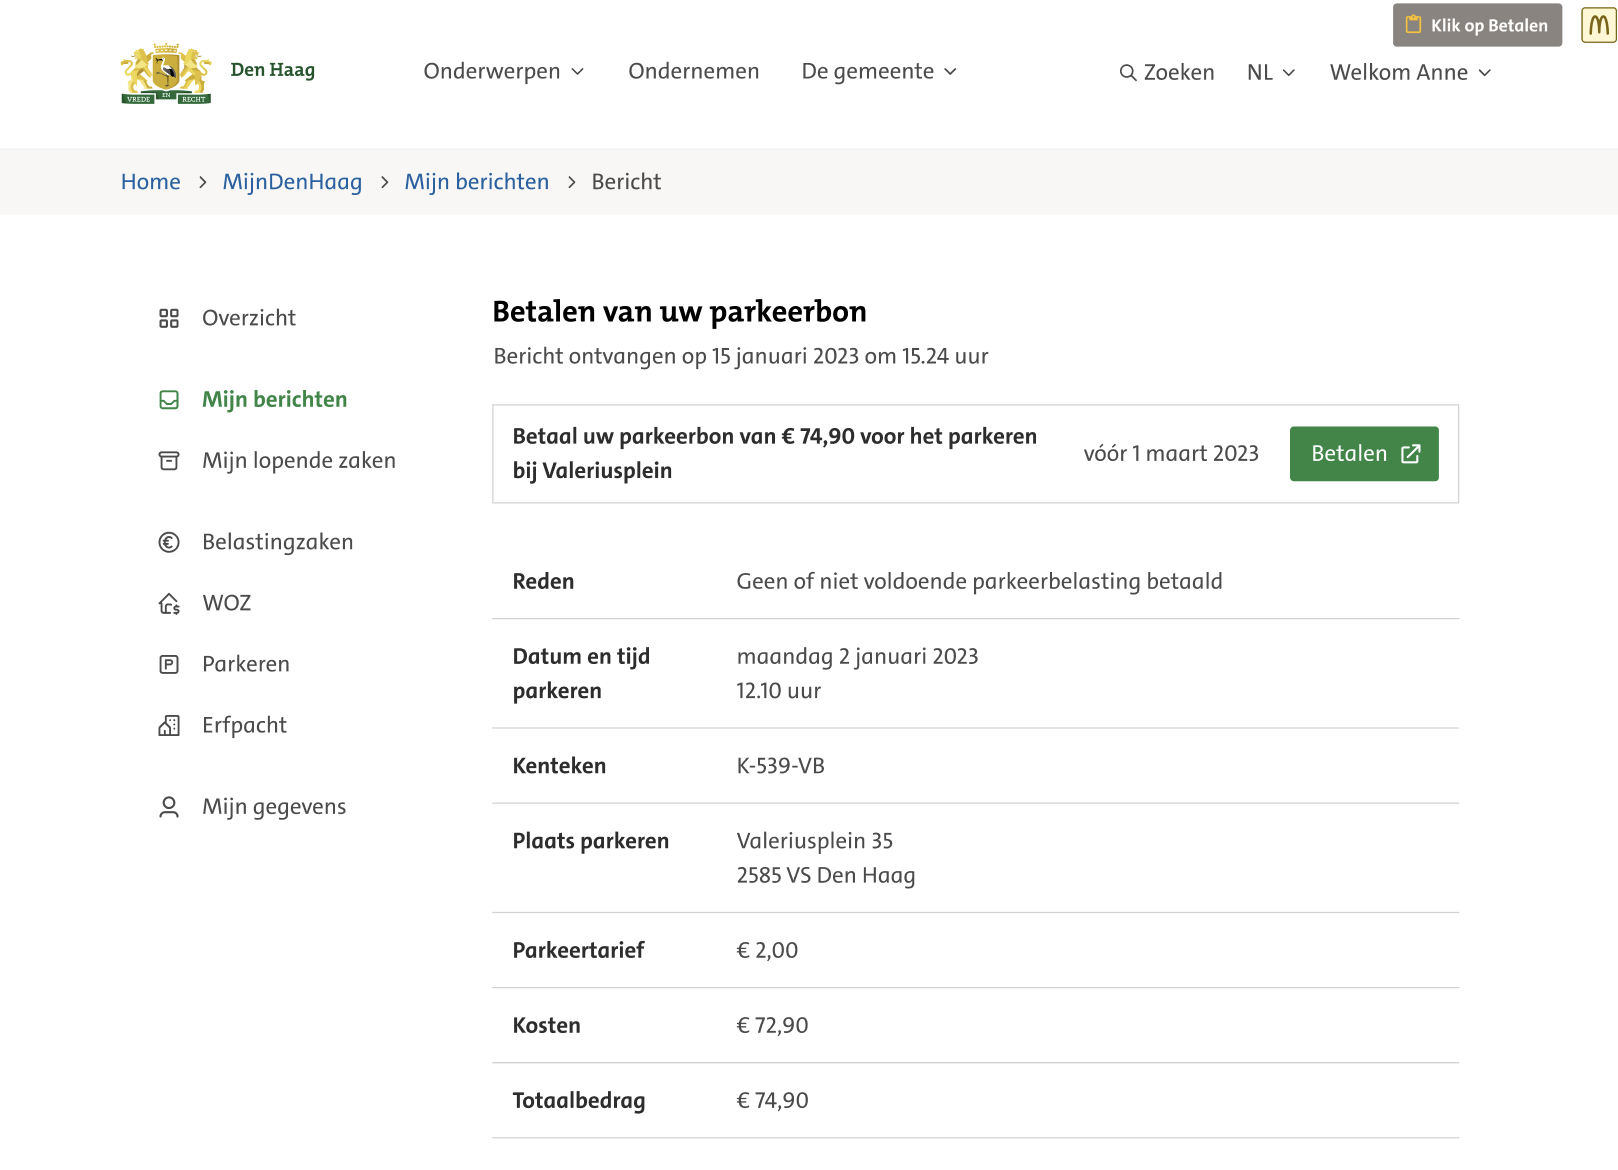 Klik op Betalen
VREDE EN RECHT
Den Haag
Onderwerpen
Ondernemen
De gemeente
Zoeken
NL
Welkom Anne
Home > MijnDenHaag > Mijn berichten > Bericht
Overzicht
Mijn berichten
Mijn lopende zaken
Belastingzaken
WOZ
Parkeren
Erfpacht
Mijn gegevens
Betalen van uw parkeerbon
Bericht ontvangen op 15 januari 2023 om 15.24 uur
Betaal uw parkeerbon van € 74,90 voor het parkeren
bij Valeriusplein
vóór 1 maart 2023
Betalen
Reden
Geen of niet voldoende parkeerbelasting betaald
Datum en tijd
parkeren
maandag 2 januari 2023
12.10 uur
Kenteken
K-539-VB
Plaats parkeren
Valeriusplein 35
2585 VS Den Haag
Parkeertarief
€ 2,00
Kosten
€ 72,90
Totaalbedrag
€ 74,90